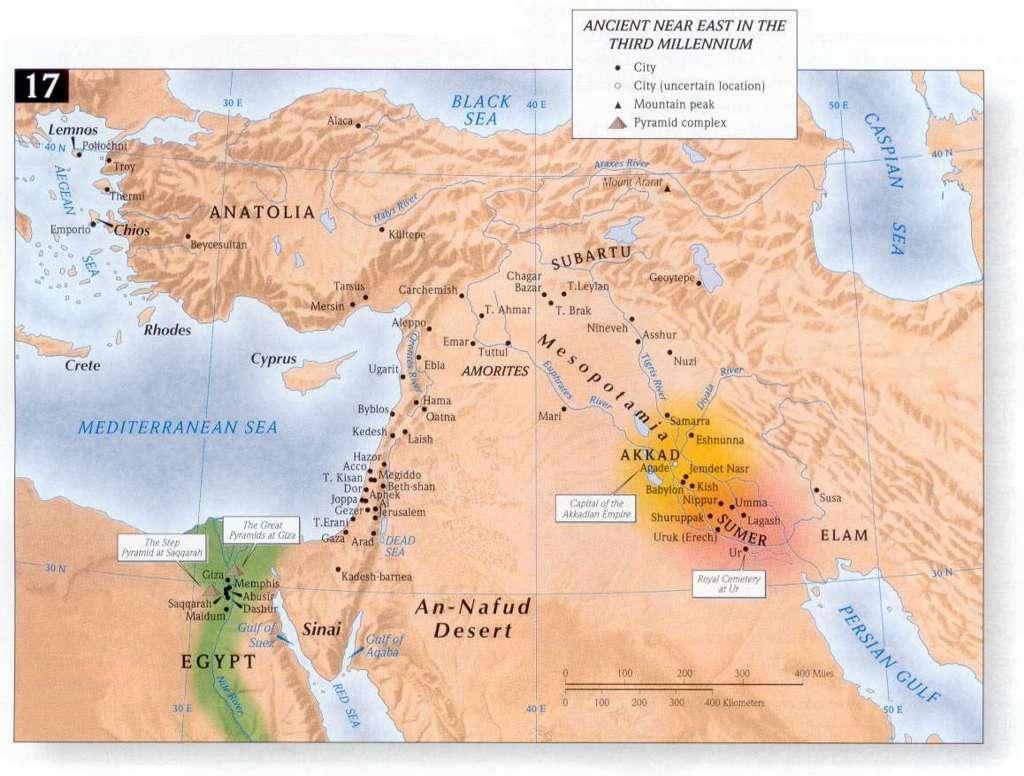 ANCIENT NEAR EAST IN THE
THIRD MILLENNIUM
City
City (uncertain location)
Mountain peak
Pyramid complex
17
30 E
BLACK
SEA
40 E
50 E
CASPIAN
SEA
Alaca
Lemnos
40 N
Poliochni
Troy
Thermi
AEGEAN
SEA
Emporio
Chios
ANATOLIA
Beycesultan
Halys River
Kültepe
Araxes River
Mount Ararat
40 N
SUBARTU
Geoytepe
Chagar
Bazar
T.Leylan
T. Brak
Tarsus
Mersin
Carchemish
T. Ahmar
Nineveh
Asshur
Nuzi
Rhodes
Crete
Cyprus
Aleppo
Orontes River
Emar
Tuttul
Ebla
Ugarit
AMORITES
Mesopotamia
Euphrates
River
Tigris River
Diyala
River
Hama
Qatna
Byblos
Mari
Samarra
Eshnunna
MEDITERRANEAN SEA
Kedesh
Laish
AKKAD
Agade
Jemdet Nasr
Hazor
Acco
T. Kisan
Megiddo
Dor
Beth-shan
Joppa
Aphek
Ai
Gezer
Jerusalem
T.Erani
Gaza
Arad
DEAD
SEA
Babylon
Kish
Nippur
Umma
Susa
Capital of the
Akkadian Empire
Shuruppak
Lagash
SUMER
Uruk (Erech)
Ur
ELAM
The Great
Pyramids at Giza
The Step
Pyramid at Saqqarah
30 N
Giza
Memphis
Abusir
Saqqarah
Dashur
Maidum
Kadesh-barnea
Royal Cemetery
at Ur
30 N
An-Nafud
Desert
Sinai
Gulf of
Suez
Gulf of
Aqaba
EGYPT
Nile River
RED SEA
PERSIAN GULF
0 100 200 300 400 Miles
0 100 200 300 400 Kilometers
30 E
40 E
50 E